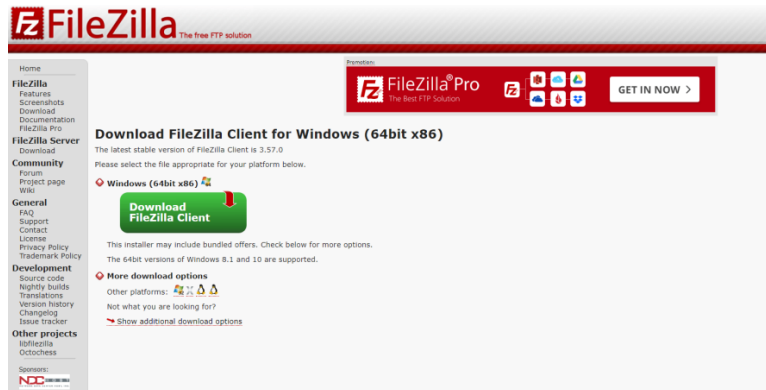 FileZilla The free FTP solution
Home
FileZilla
Features
Screenshots
Download
Documentation
FileZilla Pro
FileZilla Server
Download
Community
Forum
Project page
Wiki
General
FAQ
Support
Contact
License
Privacy Policy
Trademark Policy
Development
Source code
Nightly builds
Translations
Version history
Changelog
Issue tracker
Other projects
libfilezilla
Octochess
Sponsors:
NDC
Promotion:
FileZilla® Pro
The Best FTP Solution
GET IN NOW >
Download FileZilla Client for Windows (64bit x86)
The latest stable version of FileZilla Client is 3.57.0
Please select the file appropriate for your platform below.
Windows (64bit x86)
Download
FileZilla Client
This installer may include bundled offers. Check below for more options.
The 64bit versions of Windows 8.1 and 10 are supported.
More download options
Other platforms:
Not what you are looking for?
Show additional download options